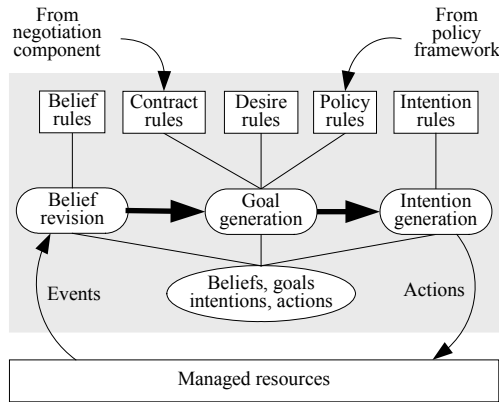 From
negotiation
component
From
policy
framework
Belief
rules
Contract
rules
Desire
rules
Policy
rules
Intention
rules
Belief
revision
Goal
generation
Intention
generation
Events
Beliefs, goals
intentions, actions
Actions
Managed resources